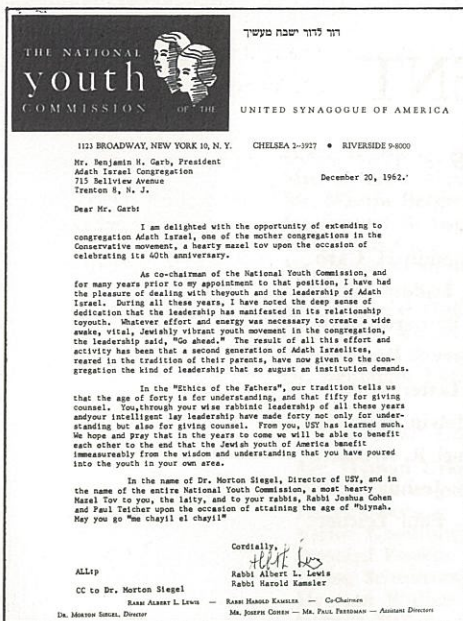 דור לדור ישבח מעשיך
THE NATIONAL
youth
COMMISSION OF THE
UNITED SYNAGOGUE OF AMERICA
1123 BROADWAY, NEW YORK 10, N. Y. CHELSEA 2-3927 • RIVERSIDE 9-8000
Mr. Benjamin H. Garb, President
Adath Israel Congregation
715 Bellview Avenue
Trenton 8, N. J.
December 20, 1962.
Dear Mr. Garb:
I am delighted with the opportunity of extending to
congregation Adath Israel, one of the mother congregations in the
Conservative movement, a hearty mazel tov upon the occasion of
celebrating its 40th anniversary.
As co-chairman of the National Youth Commission, and
for many years prior to my appointment to that position, I have had
the pleasure of dealing with theyouth and the leadership of Adath
Israel. During all these years, I have noted the deep sense of
dedication that the leadership has manifested in its relationship
toyouth. Whatever effort and energy was necessary to create a wide
awake, vital, Jewishly vibrant youth movement in the congregation,
the leadership said, "Go ahead." The result of all this effort and
activity has been that a second generation of Adath Israelites,
reared in the tradition of their parents, have now given to the con-
gregation the kind of leadership that so august an institution demands.
In the "Ethics of the Fathers", our tradition tells us
that the age of forty is for understanding, and that fifty for giving
counsel. You,through your wise rabbinic leadership of all these years
andyour intelligent lay leadership have made forty not only for under-
standing but also for giving counsel. From you, USY has learned much.
We hope and pray that in the years to come we will be able to benefit
each other to the end that the Jewish youth of America benefit
immeasureably from the wisdom and understanding that you have poured
into the youth in your own area.
In the name of Dr. Morton Siegel, Director of USY, and in
the name of the entire National Youth Commission, a most hearty
Mazel Tov to you, the laity, and to your rabbis, Rabbi Joshua Cohen
and Paul Teicher upon the occasion of attaining the age of "biynah.
May you go "me chayil el chayil"
Cordially,
Rabbi Albert L. Lewis
Rabbi Harold Kamsler
ALL:p
CC to Dr. Morton Siegel
RABBI ALBERT L. LEWIS — RABBI HAROLD KAMSLER — Co-Chairmen
DR. MORTON SIEGEL, Director MR. JOSEPH COHEN — MR. PAUL FREEDMAN — Assistant Directors